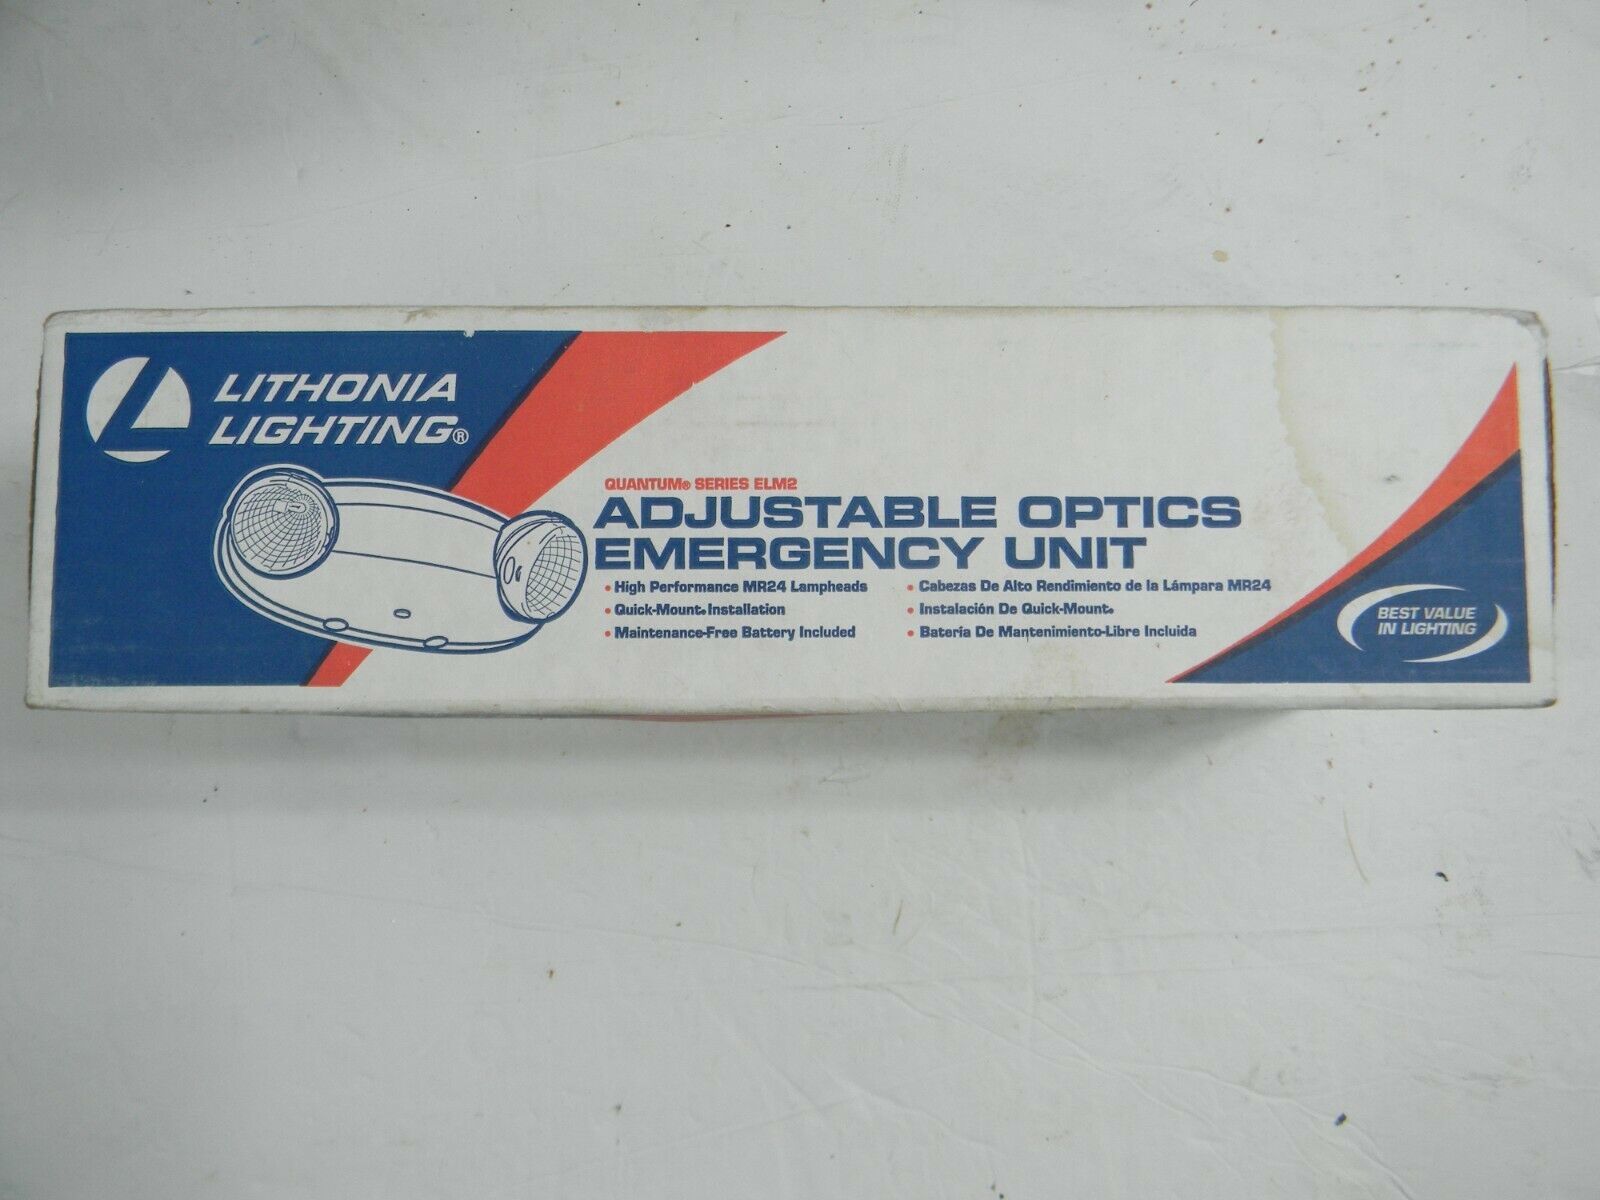 LITHONIA
LIGHTING®
QUANTUM® SERIES ELM2
ADJUSTABLE OPTICS
EMERGENCY UNIT
• High Performance MR24 Lampheads
• Quick-Mount® Installation
• Maintenance-Free Battery Included
• Cabezas De Alto Rendimiento de la Lámpara MR24
• Instalación De Quick-Mount®
• Batería De Mantenimiento-Libre Incluida
BEST VALUE
IN LIGHTING